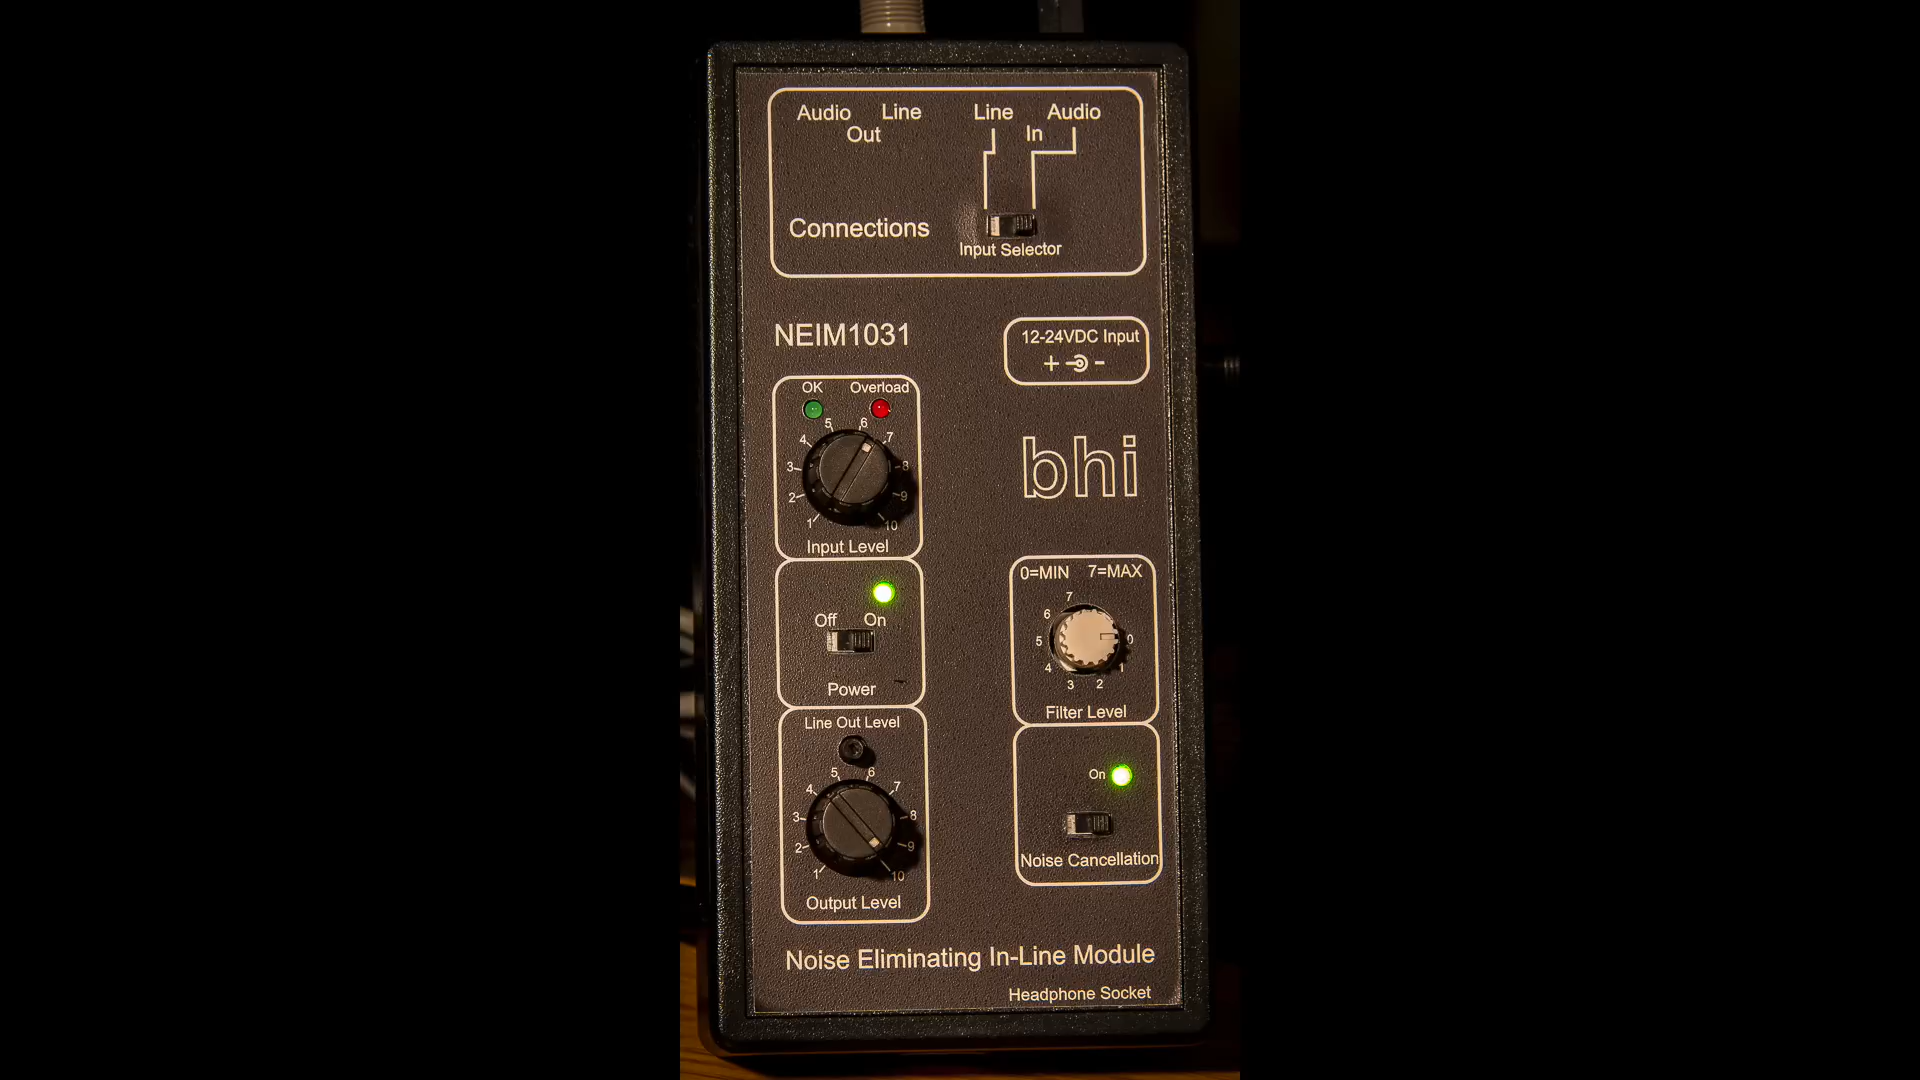 Audio Line Line Audio
Out In
Connections
Input Selector
NEIM1031
12-24VDC Input
+ -
OK Overload
5 6
4 7
3 8
2 9
1 10
Input Level
bhi
Off On
Power
0=MIN 7=MAX
7
6
5 0
4 1
3 2
Filter Level
Line Out Level
5 6
4 7
3 8
2 9
1 10
Output Level
On
Noise Cancellation
Noise Eliminating In-Line Module
Headphone Socket